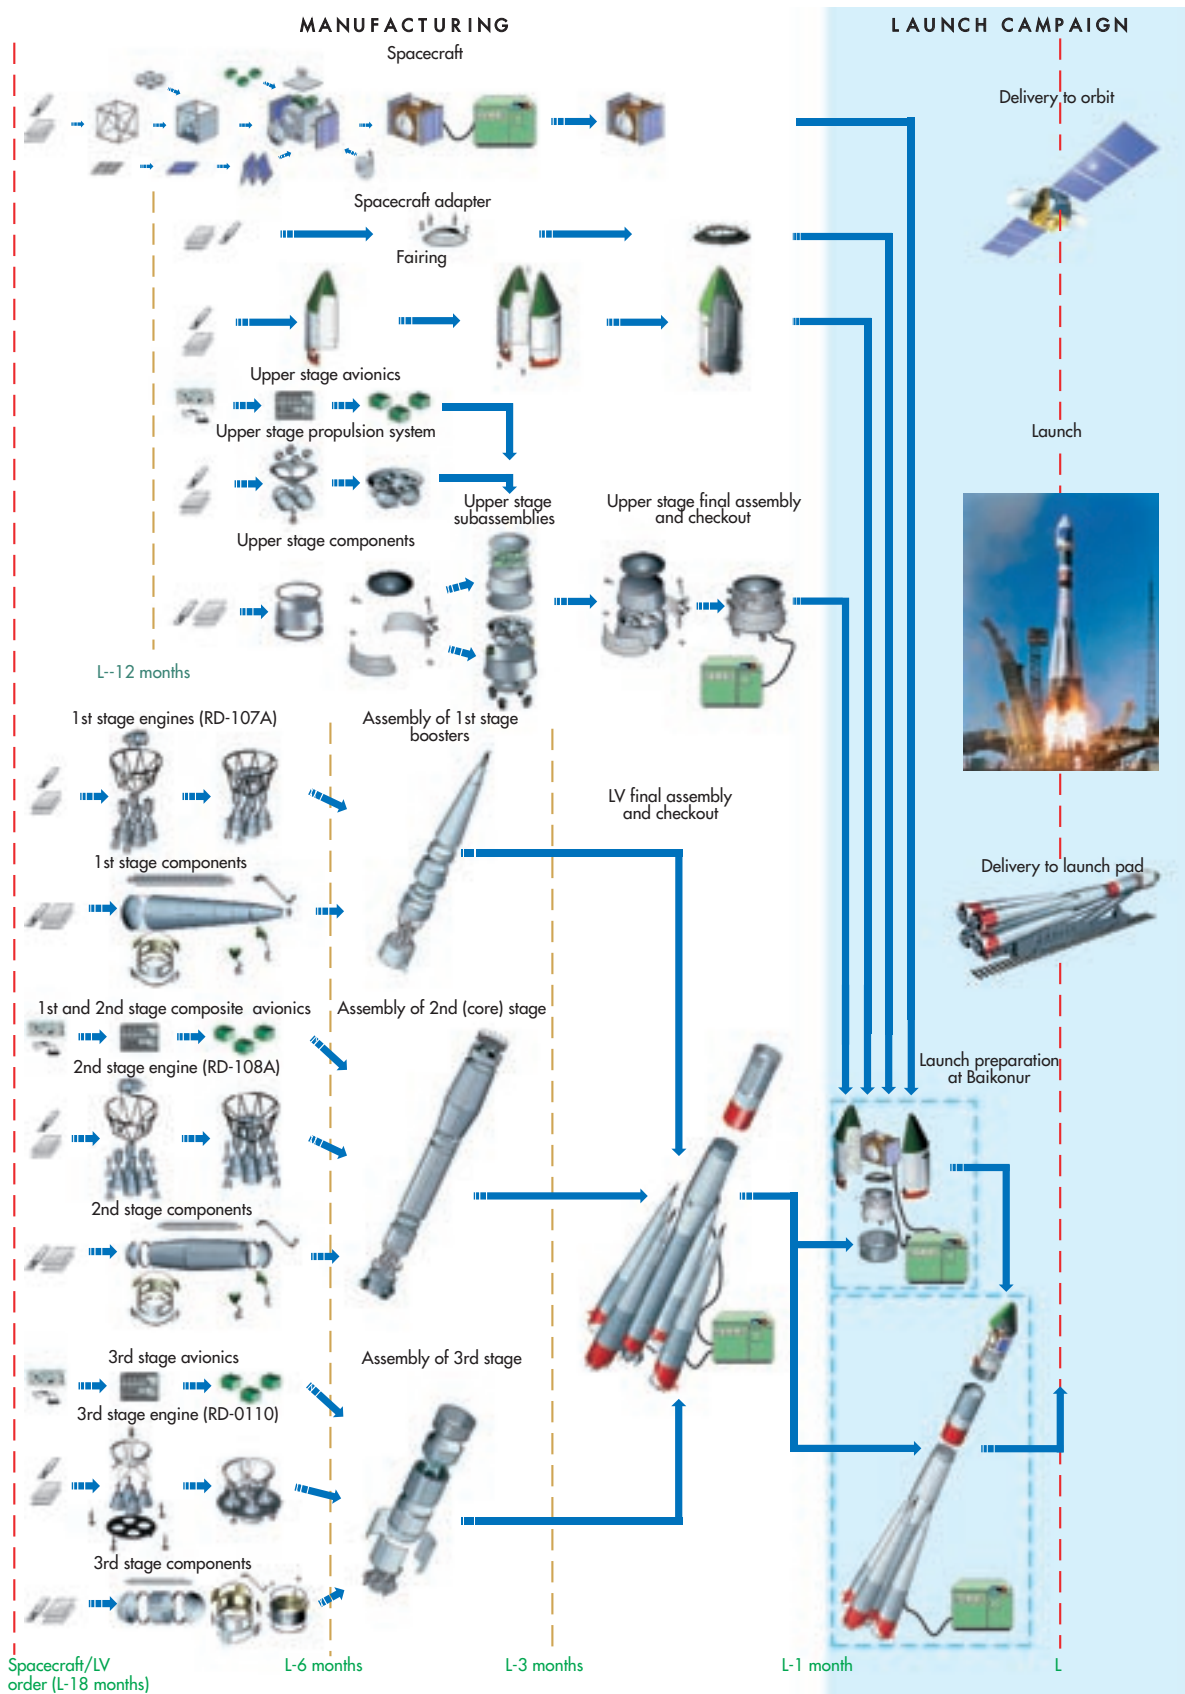 MANUFACTURING
LAUNCH CAMPAIGN
Spacecraft
Delivery to orbit
Spacecraft adapter
Fairing
Upper stage avionics
Upper stage propulsion system
Launch
Upper stage
subassemblies
Upper stage final assembly
and checkout
Upper stage components
L--12 months
1st stage engines (RD-107A)
Assembly of 1st stage
boosters
LV final assembly
and checkout
1st stage components
Delivery to launch pad
1st and 2nd stage composite avionics
Assembly of 2nd (core) stage
2nd stage engine (RD-108A)
Launch preparation
at Baikonur
2nd stage components
3rd stage avionics
Assembly of 3rd stage
3rd stage engine (RD-0110)
3rd stage components
Spacecraft/LV
order (L-18 months)
L-6 months
L-3 months
L-1 month
L